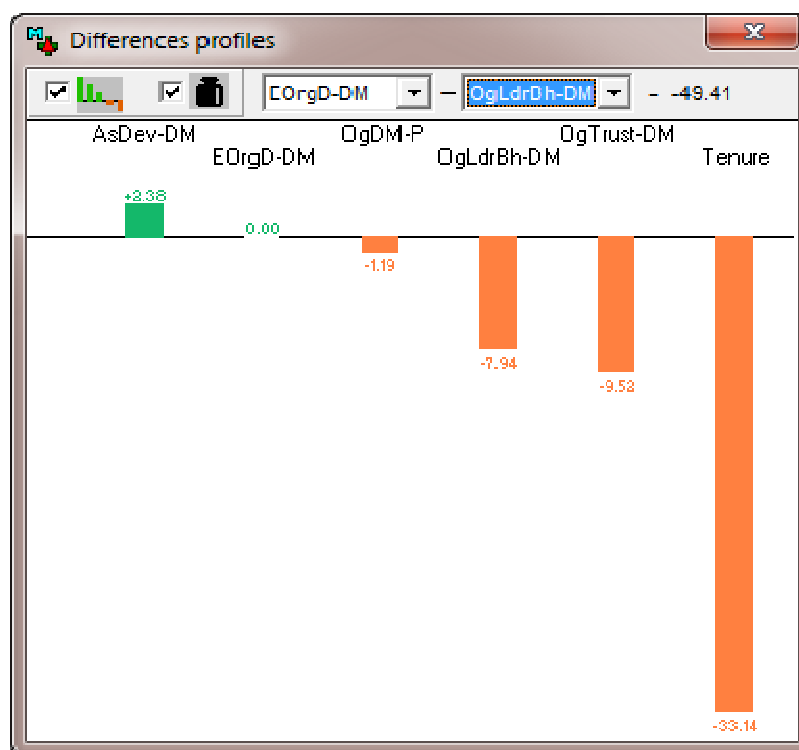 Differences profiles
EOrgD-DM – OgLdrBh-DM - -49.41
AsDev-DM OgDM-P OgTrust-DM
EOrgD-DM OgLdrBh-DM Tenure
+2.38
0.00
-1.19
-7.94
-9.53
-33.14